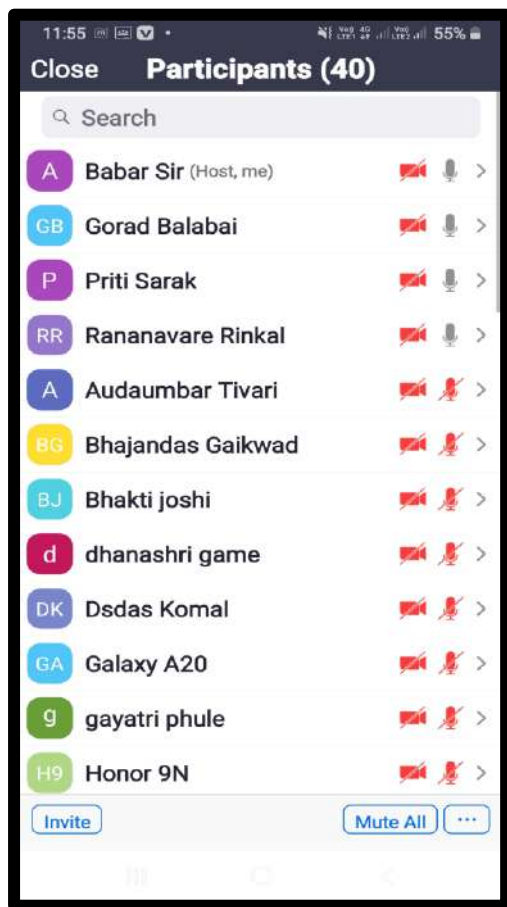 11:55 55%
Close Participants (40)
Search
A Babar Sir (Host, me)
GB Gorad Balabai
P Priti Sarak
RR Rananavare Rinkal
A Audaumbar Tivari
BG Bhajandas Gaikwad
BJ Bhakti joshi
d dhanashri game
DK Dsdas Komal
GA Galaxy A20
g gayatri phule
H9 Honor 9N
Invite Mute All ...